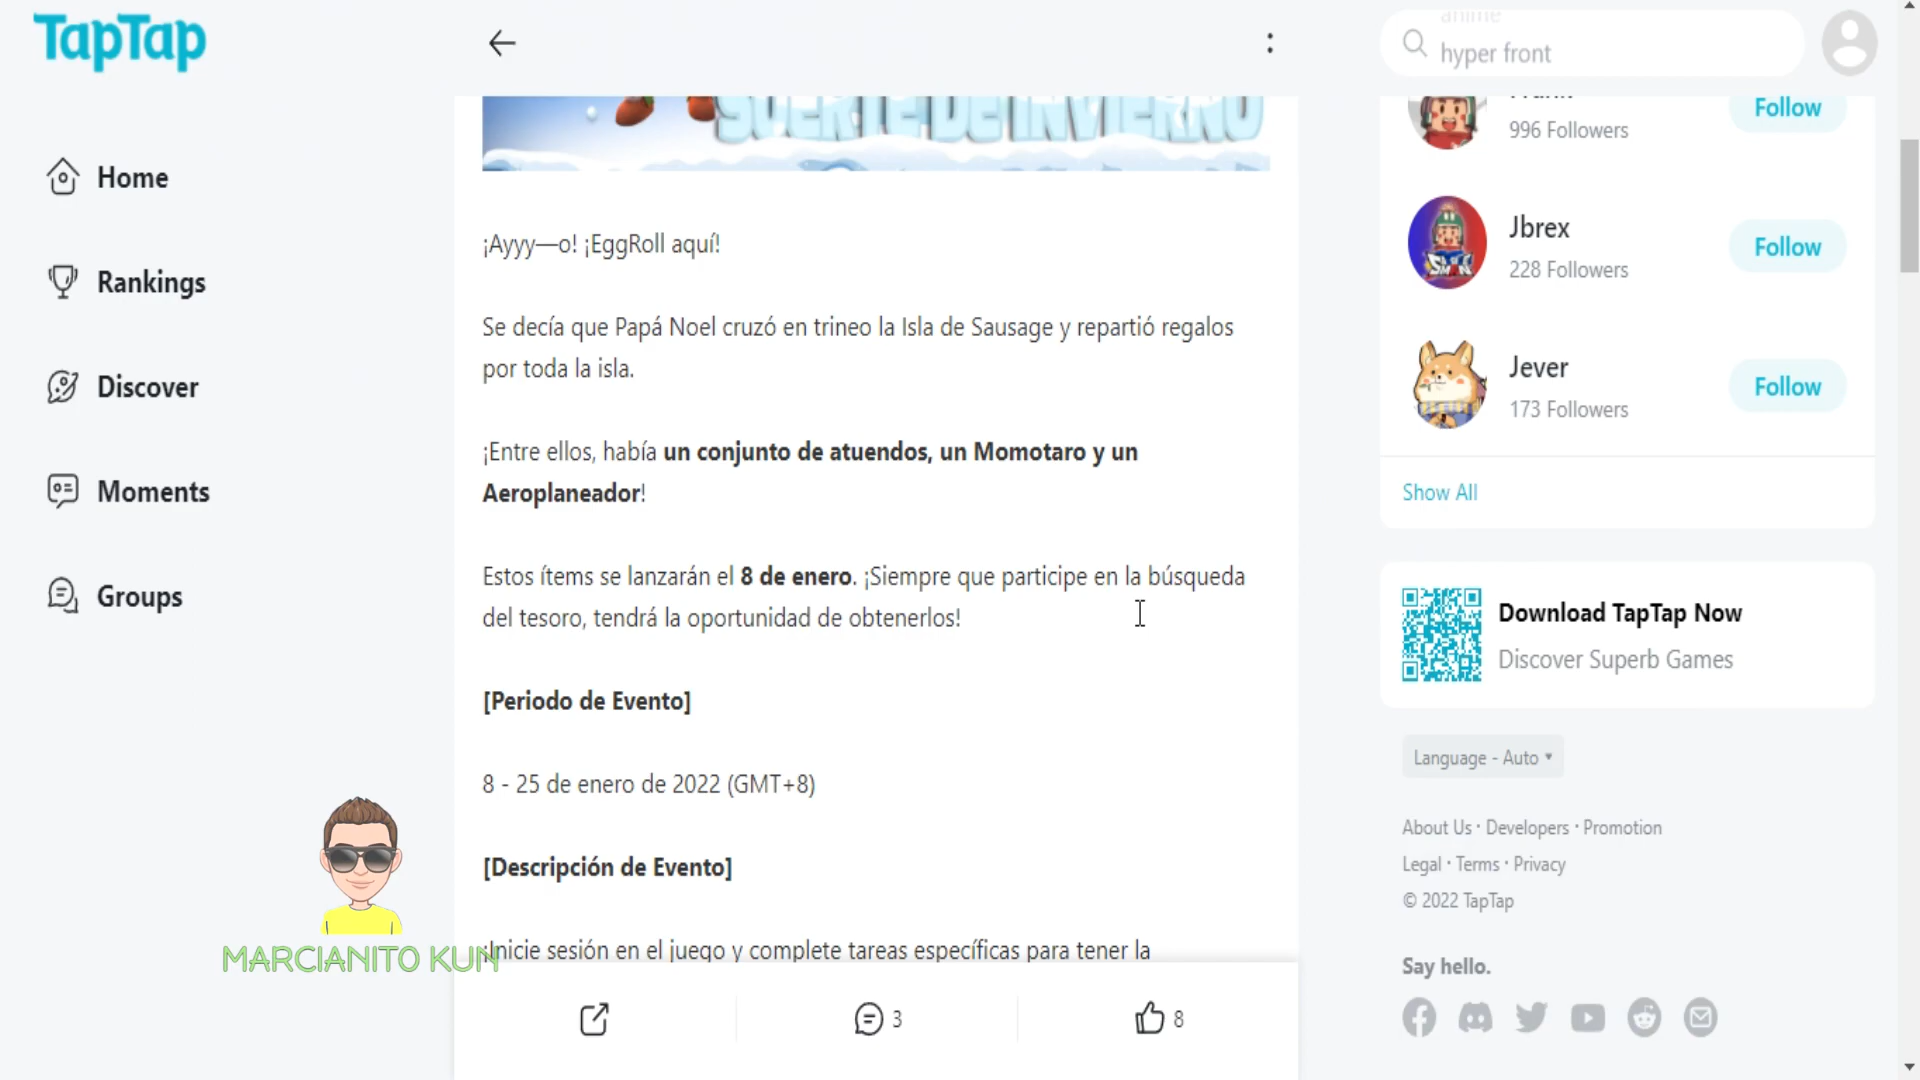 TapTap
anime
hyper front
Home
Rankings
Discover
Moments
Groups
SUERTE DE INVIERNO
¡Ayyy—o! ¡EggRoll aquí!
Se decía que Papá Noel cruzó en trineo la Isla de Sausage y repartió regalos
por toda la isla.
¡Entre ellos, había un conjunto de atuendos, un Momotaro y un
Aeroplaneador!
Estos ítems se lanzarán el 8 de enero. ¡Siempre que participe en la búsqueda
del tesoro, tendrá la oportunidad de obtenerlos!
[Periodo de Evento]
8 - 25 de enero de 2022 (GMT+8)
[Descripción de Evento]
¡Inicie sesión en el juego y complete tareas específicas para tener la
3
8
MARCIANITO KUN
996 Followers
Follow
Jbrex
228 Followers
Follow
Jever
173 Followers
Follow
Show All
Download TapTap Now
Discover Superb Games
Language - Auto
About Us · Developers · Promotion
Legal · Terms · Privacy
© 2022 TapTap
Say hello.